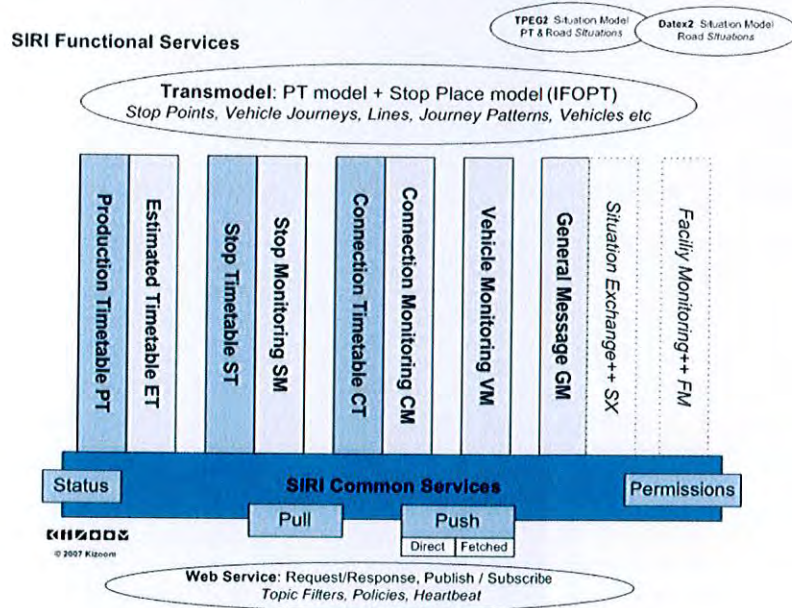 TPEG2 Situation Model
PT & Road Situations
Datex2 Situation Model
Road Situations
SIRI Functional Services
Transmodel: PT model + Stop Place model (IFOPT)
Stop Points, Vehicle Journeys, Lines, Journey Patterns, Vehicles etc
Production Timetable PT
Estimated Timetable ET
Stop Timetable ST
Stop Monitoring SM
Connection Timetable CT
Connection Monitoring CM
Vehicle Monitoring VM
General Message GM
Situation Exchange++ SX
Faciliy Monitoring++ FM
Status
SIRI Common Services
Permissions
Pull
Push
Direct
Fetched
KIZOOM
© 2007 Kizoom
Web Service: Request/Response, Publish / Subscribe
Topic Filters, Policies, Heartbeat